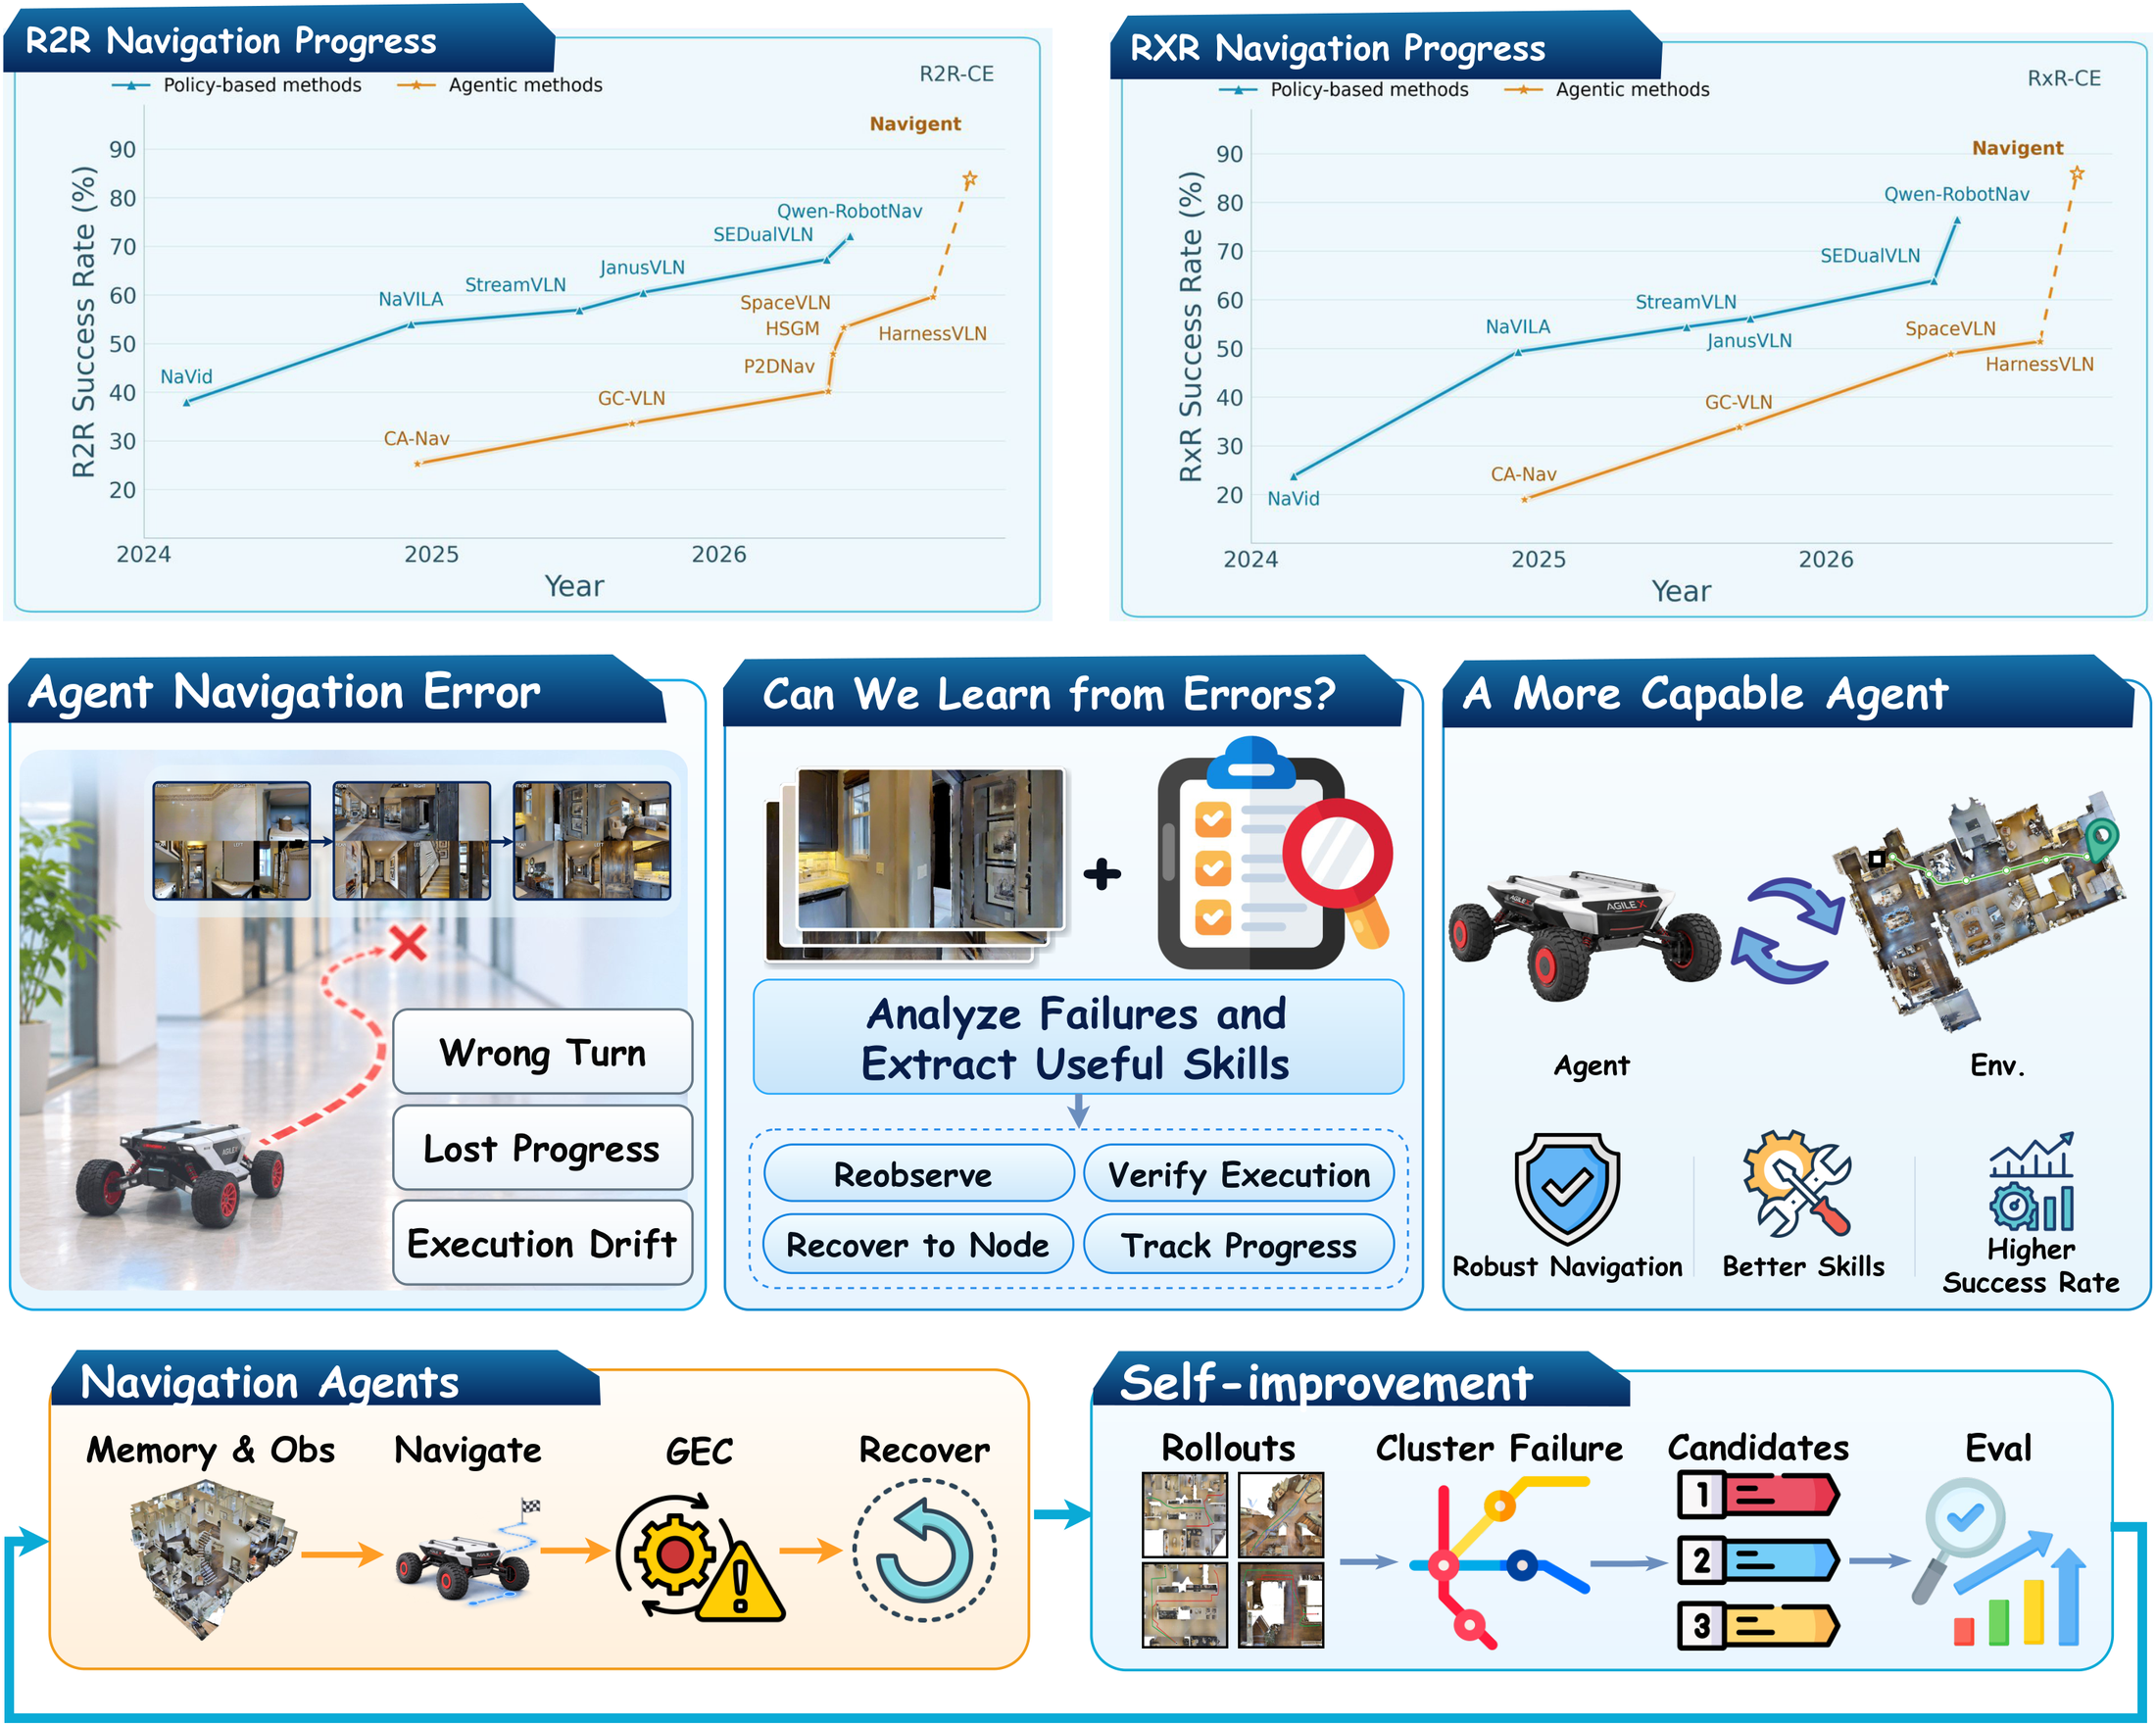 R2R Navigation Progress
Policy-based methods
Agentic methods
R2R-CE
R2R Success Rate (%)
90
80
70
60
50
40
30
20
Navigent
Qwen-RobotNav
SEDualVLN
JanusVLN
StreamVLN
NaVILA
NaVid
SpaceVLN
HSGM
HarnessVLN
P2DNav
GC-VLN
CA-Nav
2024
2025
2026
Year
RXR Navigation Progress
Policy-based methods
Agentic methods
RxR-CE
RxR Success Rate (%)
90
80
70
60
50
40
30
20
Navigent
Qwen-RobotNav
SEDualVLN
StreamVLN
JanusVLN
NaVILA
NaVid
SpaceVLN
HarnessVLN
GC-VLN
CA-Nav
2024
2025
2026
Year
Agent Navigation Error
Wrong Turn
Lost Progress
Execution Drift
Can We Learn from Errors?
+
Analyze Failures and
Extract Useful Skills
Reobserve
Verify Execution
Recover to Node
Track Progress
A More Capable Agent
AGILEX
Agent
Env.
Robust Navigation
Better Skills
Higher
Success Rate
Navigation Agents
Memory & Obs
Navigate
GEC
Recover
Self-improvement
Rollouts
Cluster Failure
Candidates
1
2
3
Eval